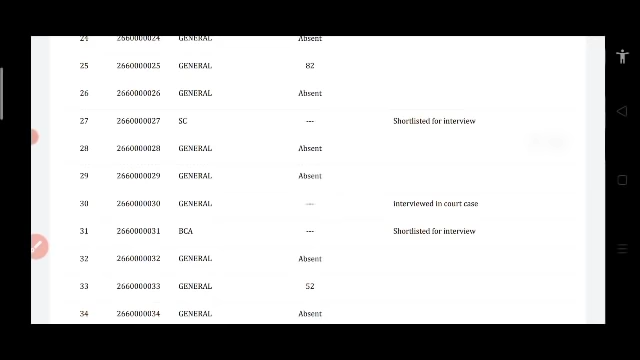 24 2660000024 GENERAL Absent
25 2660000025 GENERAL 82
26 2660000026 GENERAL Absent
27 2660000027 SC --- Shortlisted for interview
28 2660000028 GENERAL Absent
29 2660000029 GENERAL Absent
30 2660000030 GENERAL --- interviewed in court case
31 2660000031 BCA --- Shortlisted for interview
32 2660000032 GENERAL Absent
33 2660000033 GENERAL 52
34 2660000034 GENERAL Absent